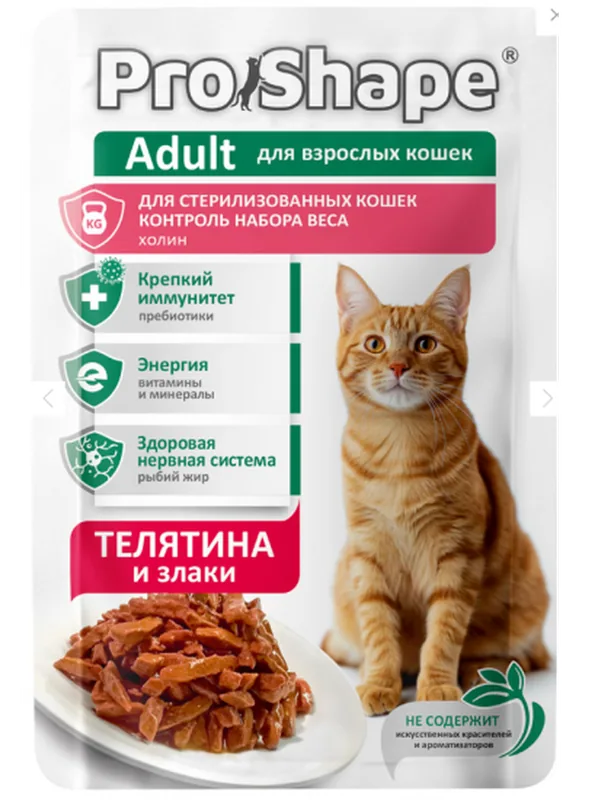 ProShape®
Adult для взрослых кошек
ДЛЯ СТЕРИЛИЗОВАННЫХ КОШЕК
КОНТРОЛЬ НАБОРА ВЕСА
ХОЛИН
KG
Крепкий
иммунитет
пребиотики
Энергия
витамины
и минералы
Здоровая
нервная система
рыбий жир
ТЕЛЯТИНА
и злаки
НЕ СОДЕРЖИТ
искусственных красителей
и ароматизаторов